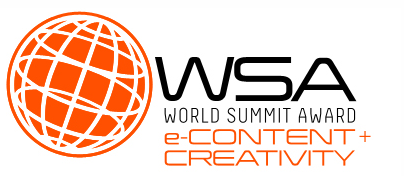 WSA
WORLD SUMMIT AWARD
e-CONTENT +
CREATIVITY